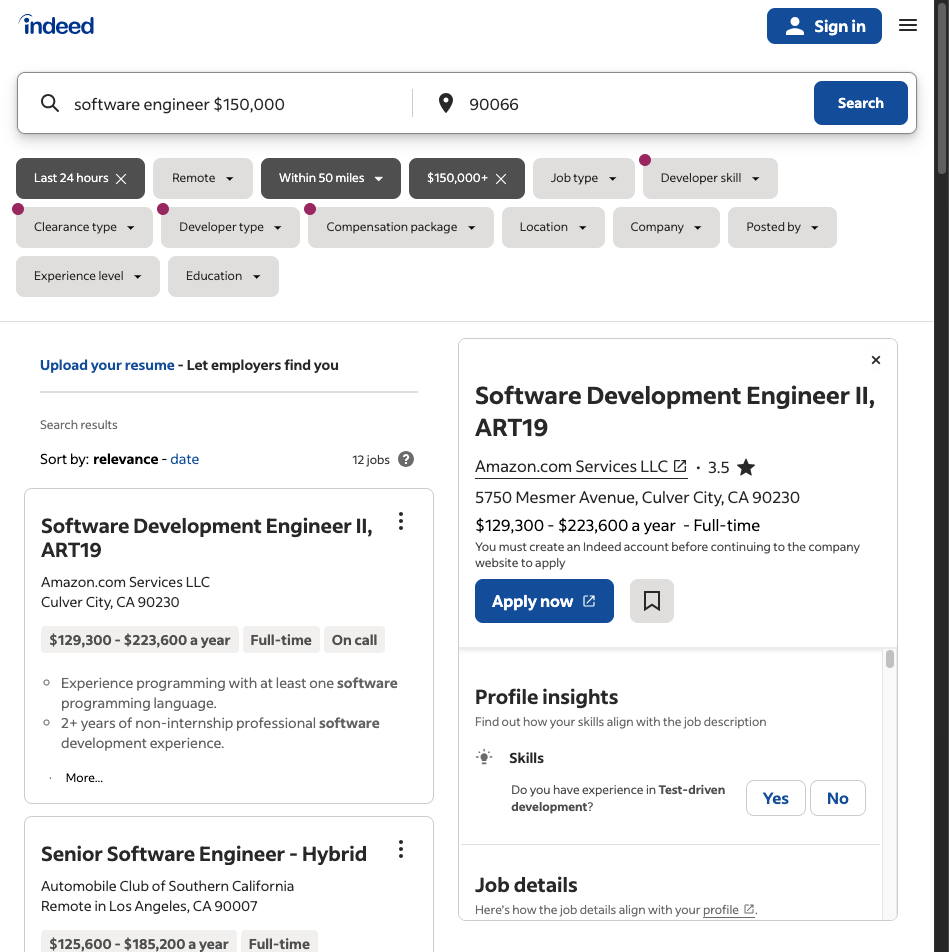 indeed
Sign in
software engineer $150,000
90066
Search
Last 24 hours
Remote
Within 50 miles
$150,000+
Job type
Developer skill
Clearance type
Developer type
Compensation package
Location
Company
Posted by
Experience level
Education
Upload your resume - Let employers find you
Search results
Sort by: relevance - date
12 jobs
Software Development Engineer II,
ART19
Amazon.com Services LLC
Culver City, CA 90230
$129,300 - $223,600 a year
Full-time
On call
Experience programming with at least one software
programming language.
2+ years of non-internship professional software
development experience.
More...
Senior Software Engineer - Hybrid
Automobile Club of Southern California
Remote in Los Angeles, CA 90007
$125,600 - $185,200 a year
Full-time
Software Development Engineer II,
ART19
Amazon.com Services LLC
3.5
5750 Mesmer Avenue, Culver City, CA 90230
$129,300 - $223,600 a year - Full-time
You must create an Indeed account before continuing to the company
website to apply
Apply now
Profile insights
Find out how your skills align with the job description
Skills
Do you have experience in Test-driven
development?
Yes
No
Job details
Here's how the job details align with your profile.